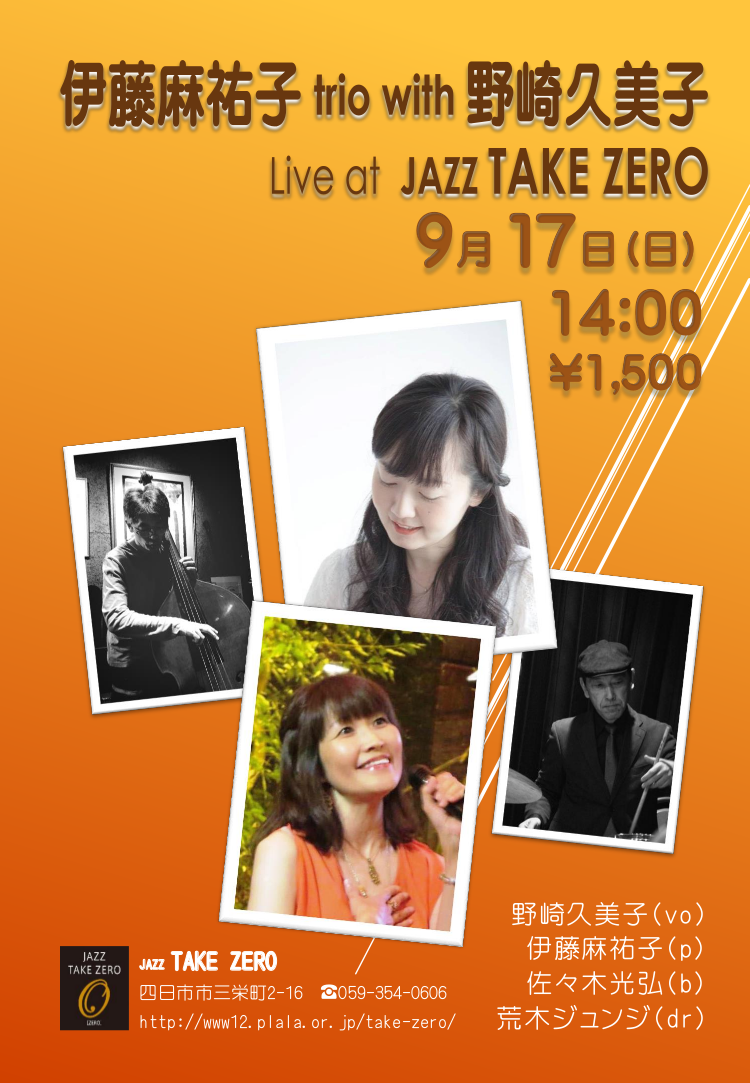 伊藤麻祐子 trio with 野崎久美子
Live at JAZZ TAKE ZERO
9月17日(日)
14:00
¥1,500
野崎久美子(vo)
伊藤麻祐子(p)
佐々木光弘(b)
荒木ジュンジ(dr)
JAZZ
TAKE ZERO
(ZERO)
JAZZ TAKE ZERO
四日市市三栄町2-16 ☎059-354-0606
http://www12.plala.or.jp/take-zero/